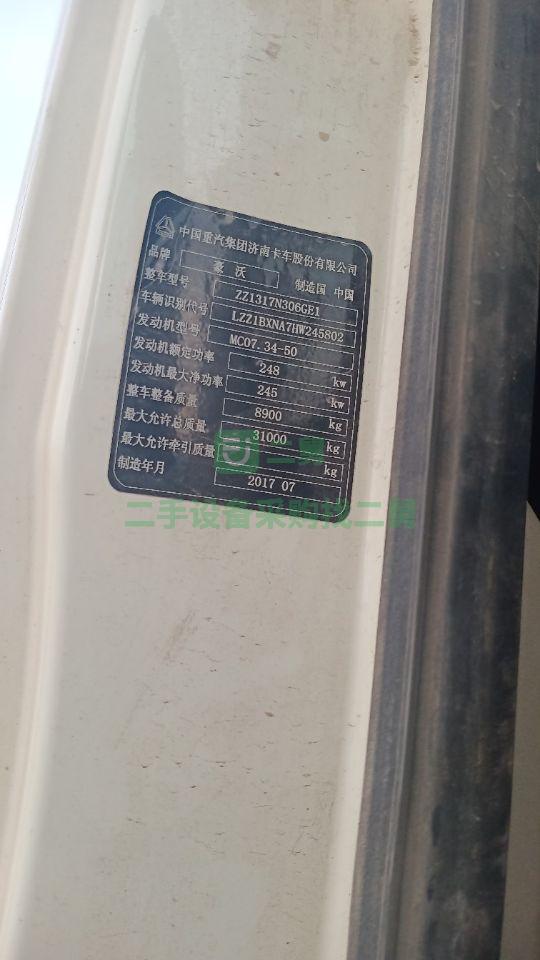 中国重汽集团济南卡车股份有限公司
品牌 豪沃 制造国 中国
整车型号 ZZ1317N306GE1
车辆识别代号 LZZ1BXNA7HW245802
发动机型号 MC07.34-50
发动机额定功率 248 kw
发动机最大净功率 245 kw
整车整备质量 8900 kg
最大允许总质量 31000 kg
最大允许牵引质量 kg
制造年月 2017 07
二手设备采购找二